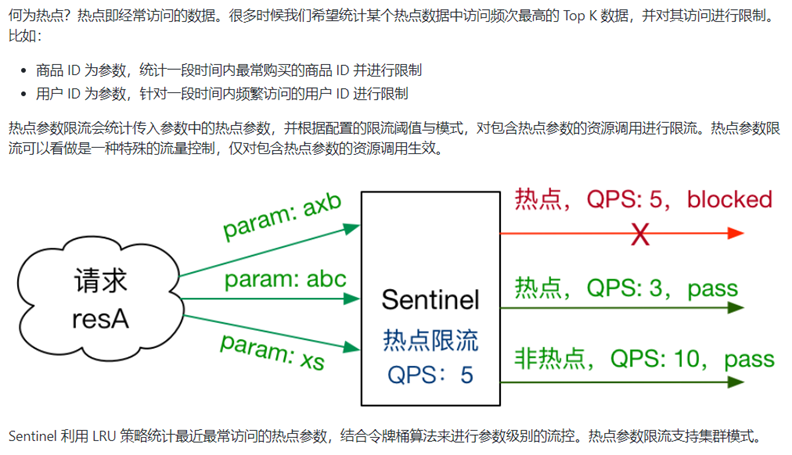 何为热点？热点即经常访问的数据。很多时候我们希望统计某个热点数据中访问频次最高的 Top K 数据，并对其访问进行限制。
比如：
• 商品 ID 为参数，统计一段时间内最常购买的商品 ID 并进行限制
• 用户 ID 为参数，针对一段时间内频繁访问的用户 ID 进行限制
热点参数限流会统计传入参数中的热点参数，并根据配置的限流阈值与模式，对包含热点参数的资源调用进行限流。热点参数限
流可以看做是一种特殊的流量控制，仅对包含热点参数的资源调用生效。
请求
resA
param: axb
param: abc
param: xs
Sentinel
热点限流
QPS：5
热点，QPS: 5，blocked
X
热点，QPS: 3，pass
非热点，QPS: 10，pass
Sentinel 利用 LRU 策略统计最近最常访问的热点参数，结合令牌桶算法来进行参数级别的流控。热点参数限流支持集群模式。